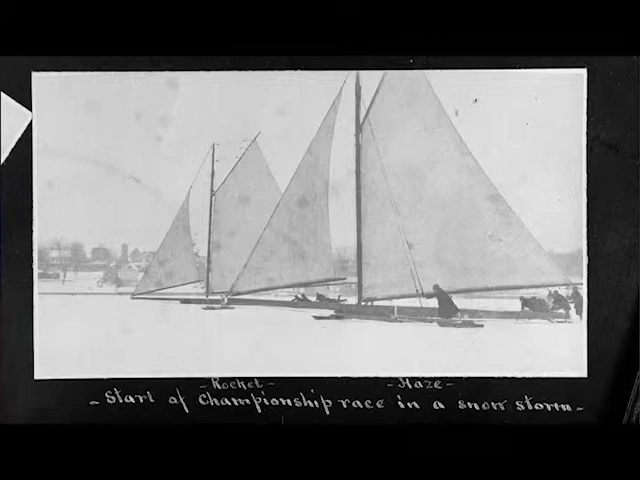 - Rocket - - Haze -
- Start of Championship race in a snow storm -